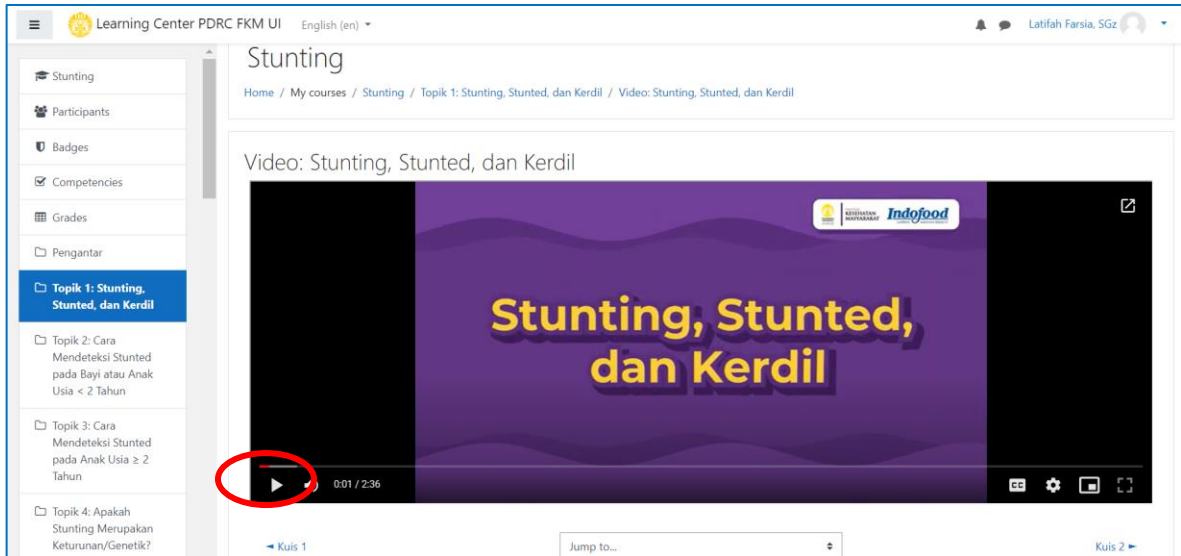 Learning Center PDRC FKM UI English (en)
Latifah Farsia, SGz
Stunting
Participants
Badges
Competencies
Grades
Pengantar
Topik 1: Stunting,
Stunted, dan Kerdil
Topik 2: Cara
Mendeteksi Stunted
pada Bayi atau Anak
Usia < 2 Tahun
Topik 3: Cara
Mendeteksi Stunted
pada Anak Usia ≥ 2
Tahun
Topik 4: Apakah
Stunting Merupakan
Keturunan/Genetik?
Stunting
Home / My courses / Stunting / Topik 1: Stunting, Stunted, dan Kerdil / Video: Stunting, Stunted, dan Kerdil
Video: Stunting, Stunted, dan Kerdil
KESEHATAN
MASYARAKAT
Indofood
Stunting, Stunted,
dan Kerdil
0:01 / 2:36
CC
◄ Kuis 1
Jump to...
Kuis 2 ►